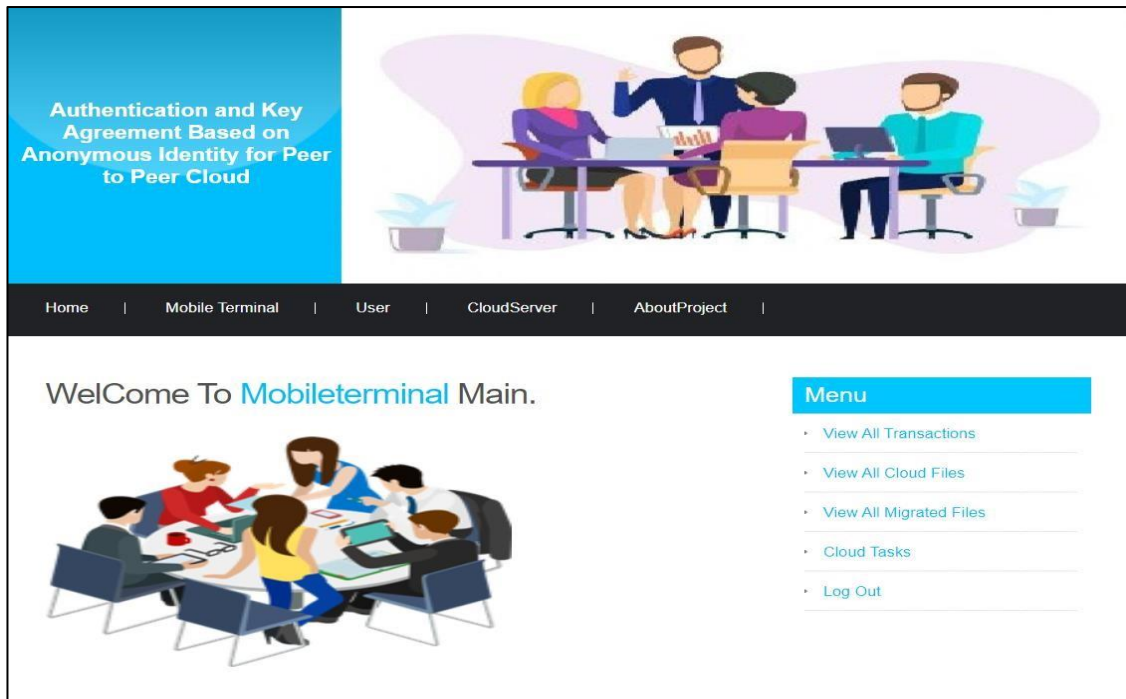 Authentication and Key
Agreement Based on
Anonymous Identity for Peer
to Peer Cloud
Home | Mobile Terminal | User | CloudServer | AboutProject |
WelCome To Mobileterminal Main.
Menu
View All Transactions
View All Cloud Files
View All Migrated Files
Cloud Tasks
Log Out